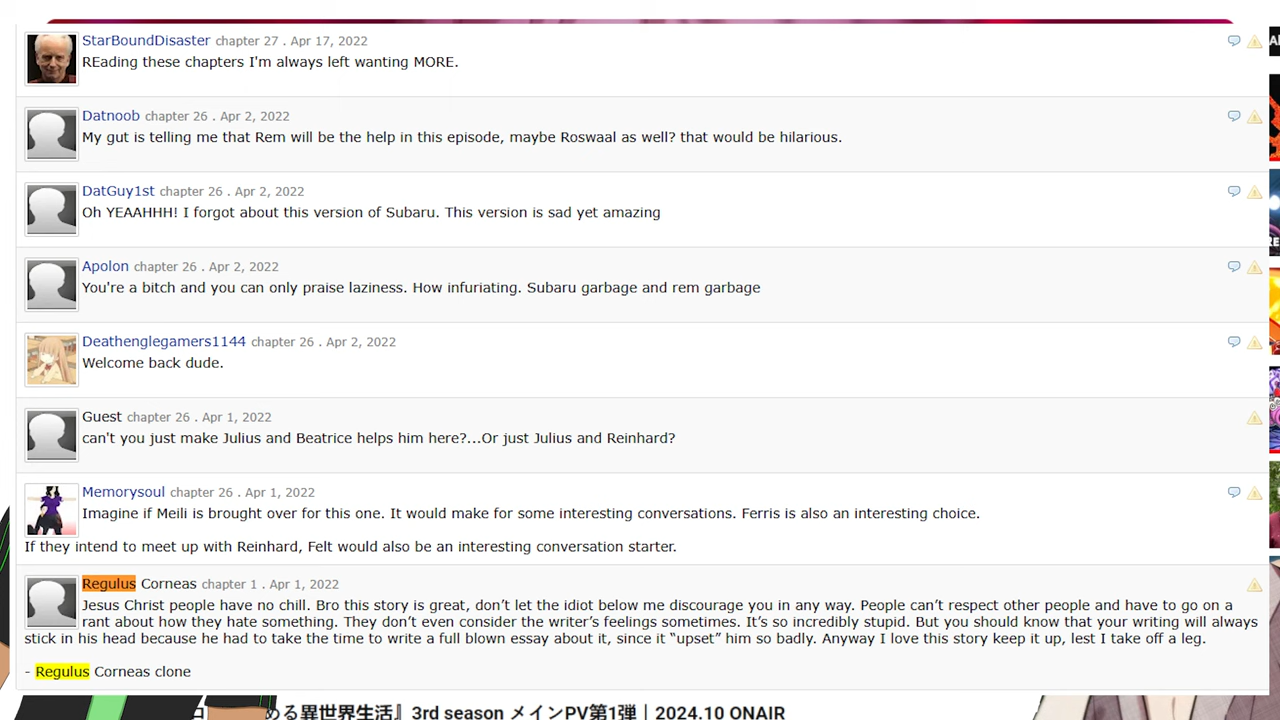 StarBoundDisaster chapter 27 . Apr 17, 2022
REading these chapters I'm always left wanting MORE.
Datnoob chapter 26 . Apr 2, 2022
My gut is telling me that Rem will be the help in this episode, maybe Roswaal as well? that would be hilarious.
DatGuy1st chapter 26 . Apr 2, 2022
Oh YEAAHHH! I forgot about this version of Subaru. This version is sad yet amazing
Apolon chapter 26 . Apr 2, 2022
You're a bitch and you can only praise laziness. How infuriating. Subaru garbage and rem garbage
Deathenglegamers1144 chapter 26 . Apr 2, 2022
Welcome back dude.
Guest chapter 26 . Apr 1, 2022
can't you just make Julius and Beatrice helps him here?...Or just Julius and Reinhard?
Memorysoul chapter 26 . Apr 1, 2022
Imagine if Meili is brought over for this one. It would make for some interesting conversations. Ferris is also an interesting choice.
If they intend to meet up with Reinhard, Felt would also be an interesting conversation starter.
Regulus Corneas chapter 1 . Apr 1, 2022
Jesus Christ people have no chill. Bro this story is great, don’t let the idiot below me discourage you in any way. People can’t respect other people and have to go on a
rant about how they hate something. They don’t even consider the writer’s feelings sometimes. It’s so incredibly stupid. But you should know that your writing will always
stick in his head because he had to take the time to write a full blown essay about it, since it “upset” him so badly. Anyway I love this story keep it up, lest I take off a leg.
- Regulus Corneas clone
める異世界生活』3rd season メインPV第1弾｜2024.10 ONAIR